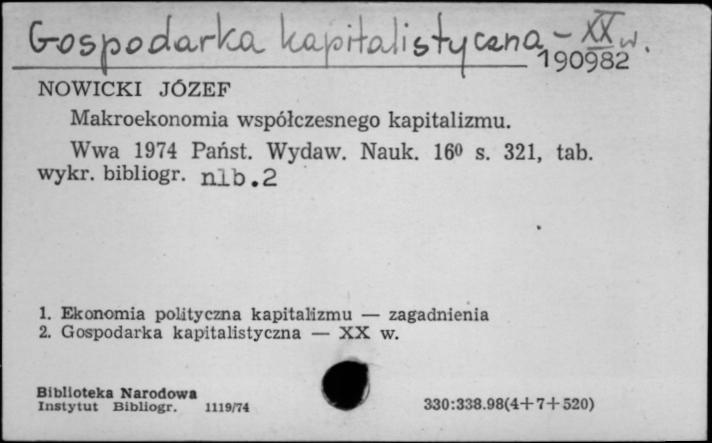 Gospodarka kapitalistyczna - XX w.
190982
NOWICKI JÓZEF
Makroekonomia współczesnego kapitalizmu.
Wwa 1974 Państ. Wydaw. Nauk. 16⁰ s. 321, tab.
wykr. bibliogr. nlb.2
1. Ekonomia polityczna kapitalizmu — zagadnienia
2. Gospodarka kapitalistyczna — XX w.
Biblioteka Narodowa
Instytut Bibliogr. 1119/74
330:338.98(4+7+520)